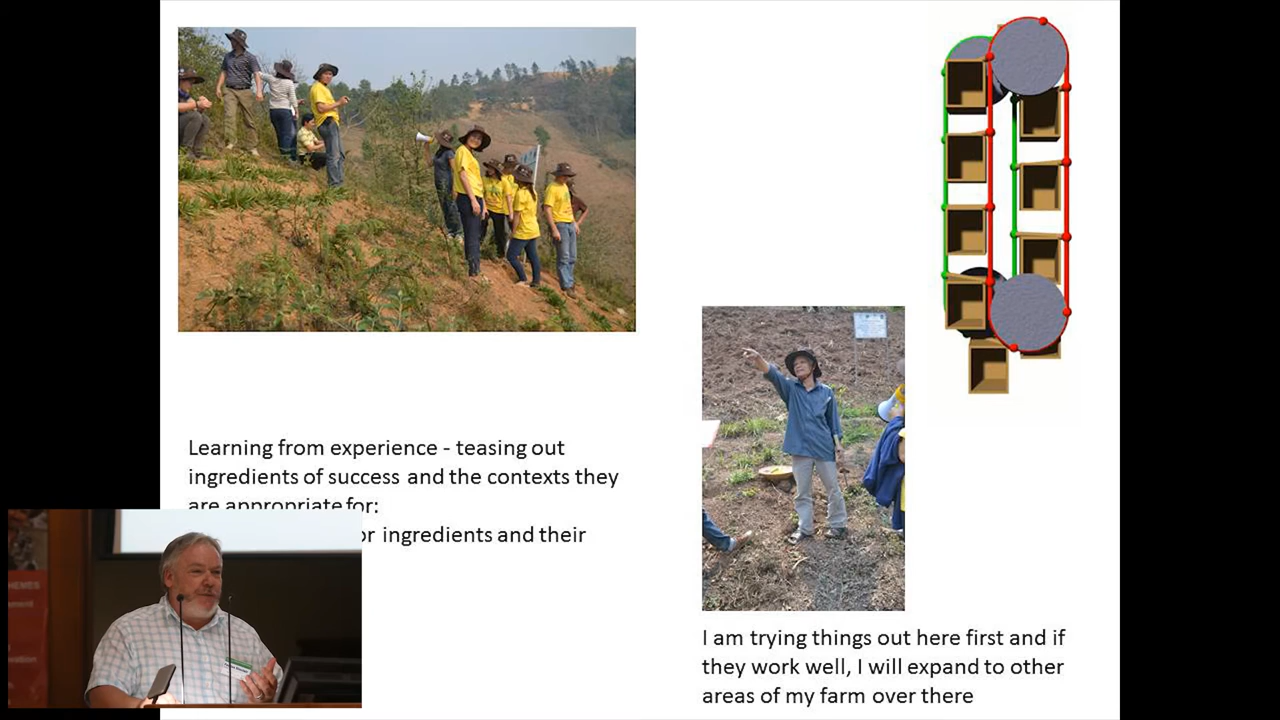 Learning from experience - teasing out
ingredients of success and the contexts they
are appropriate for:
or ingredients and their
I am trying things out here first and if
they work well, I will expand to other
areas of my farm over there
HEMES